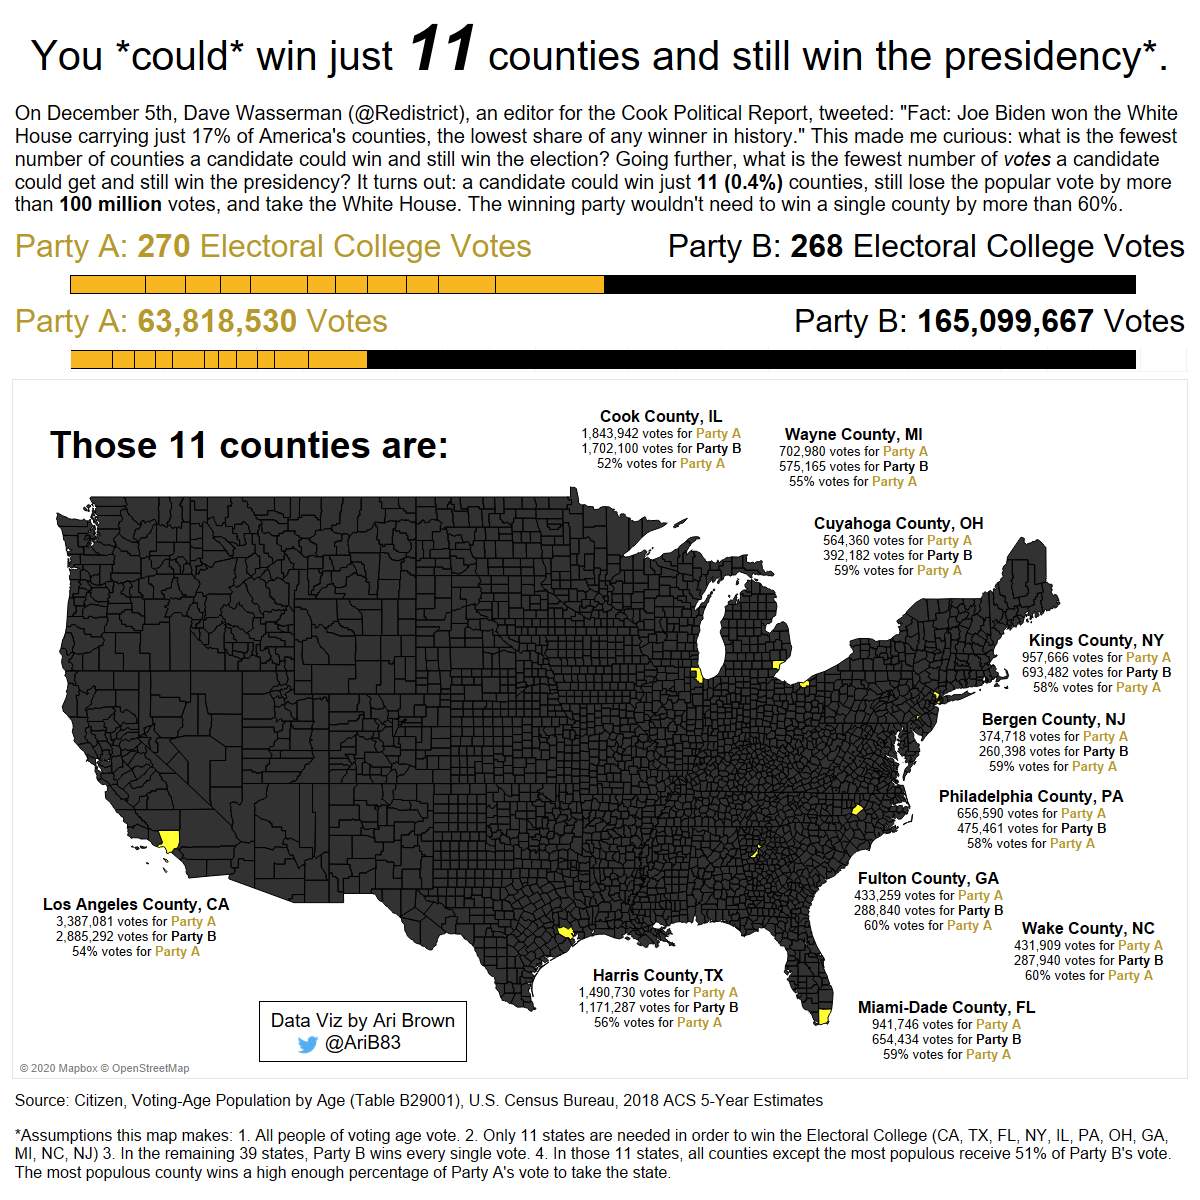 You *could* win just 11 counties and still win the presidency*.
On December 5th, Dave Wasserman (@Redistrict), an editor for the Cook Political Report, tweeted: "Fact: Joe Biden won the White
House carrying just 17% of America's counties, the lowest share of any winner in history." This made me curious: what is the fewest
number of counties a candidate could win and still win the election? Going further, what is the fewest number of votes a candidate
could get and still win the presidency? It turns out: a candidate could win just 11 (0.4%) counties, still lose the popular vote by more
than 100 million votes, and take the White House. The winning party wouldn't need to win a single county by more than 60%.
Party A: 270 Electoral College Votes
Party B: 268 Electoral College Votes
Party A: 63,818,530 Votes
Party B: 165,099,667 Votes
Those 11 counties are:
Cook County, IL
1,843,942 votes for Party A
1,702,100 votes for Party B
52% votes for Party A
Wayne County, MI
702,980 votes for Party A
575,165 votes for Party B
55% votes for Party A
Cuyahoga County, OH
564,360 votes for Party A
392,182 votes for Party B
59% votes for Party A
Kings County, NY
957,666 votes for Party A
693,482 votes for Party B
58% votes for Party A
Bergen County, NJ
374,718 votes for Party A
260,398 votes for Party B
59% votes for Party A
Philadelphia County, PA
656,590 votes for Party A
475,461 votes for Party B
58% votes for Party A
Fulton County, GA
433,259 votes for Party A
288,840 votes for Party B
60% votes for Party A
Wake County, NC
431,909 votes for Party A
287,940 votes for Party B
60% votes for Party A
Los Angeles County, CA
3,387,081 votes for Party A
2,885,292 votes for Party B
54% votes for Party A
Harris County,TX
1,490,730 votes for Party A
1,171,287 votes for Party B
56% votes for Party A
Miami-Dade County, FL
941,746 votes for Party A
654,434 votes for Party B
59% votes for Party A
Data Viz by Ari Brown
@AriB83
© 2020 Mapbox © OpenStreetMap
Source: Citizen, Voting-Age Population by Age (Table B29001), U.S. Census Bureau, 2018 ACS 5-Year Estimates
*Assumptions this map makes: 1. All people of voting age vote. 2. Only 11 states are needed in order to win the Electoral College (CA, TX, FL, NY, IL, PA, OH, GA,
MI, NC, NJ) 3. In the remaining 39 states, Party B wins every single vote. 4. In those 11 states, all counties except the most populous receive 51% of Party B's vote.
The most populous county wins a high enough percentage of Party A's vote to take the state.